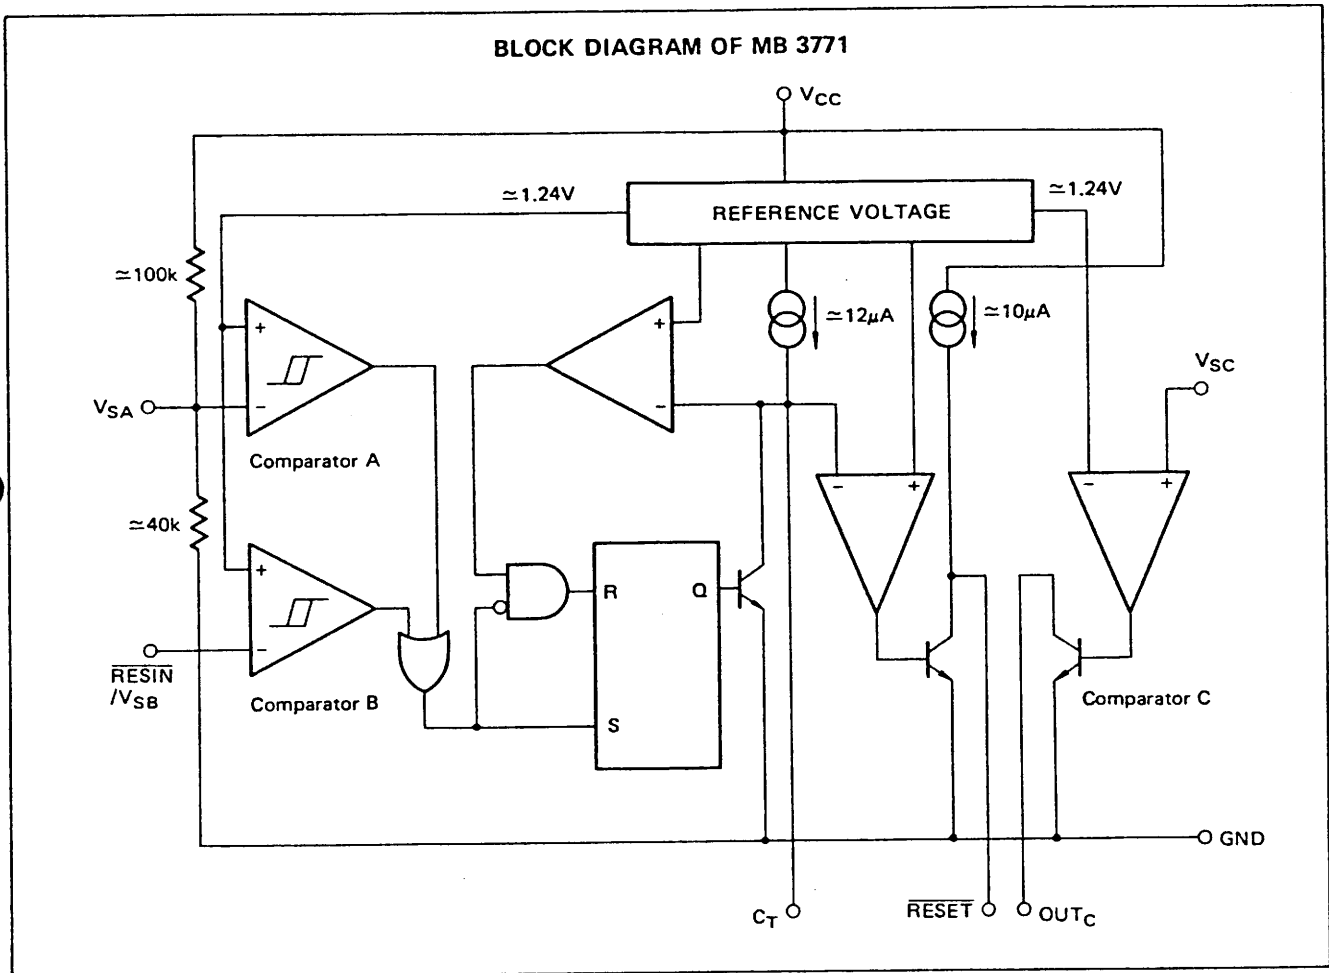 BLOCK DIAGRAM OF MB 3771
VCC
≃1.24V
≃1.24V
REFERENCE VOLTAGE
≃100k
≃12μA
≃10μA
+
+
VSC
VSA
−
−
Comparator A
−
+
−
+
≃40k
+
R
Q
−
RESIN
/VSB
Comparator B
Comparator C
S
GND
CT
RESET
OUTC